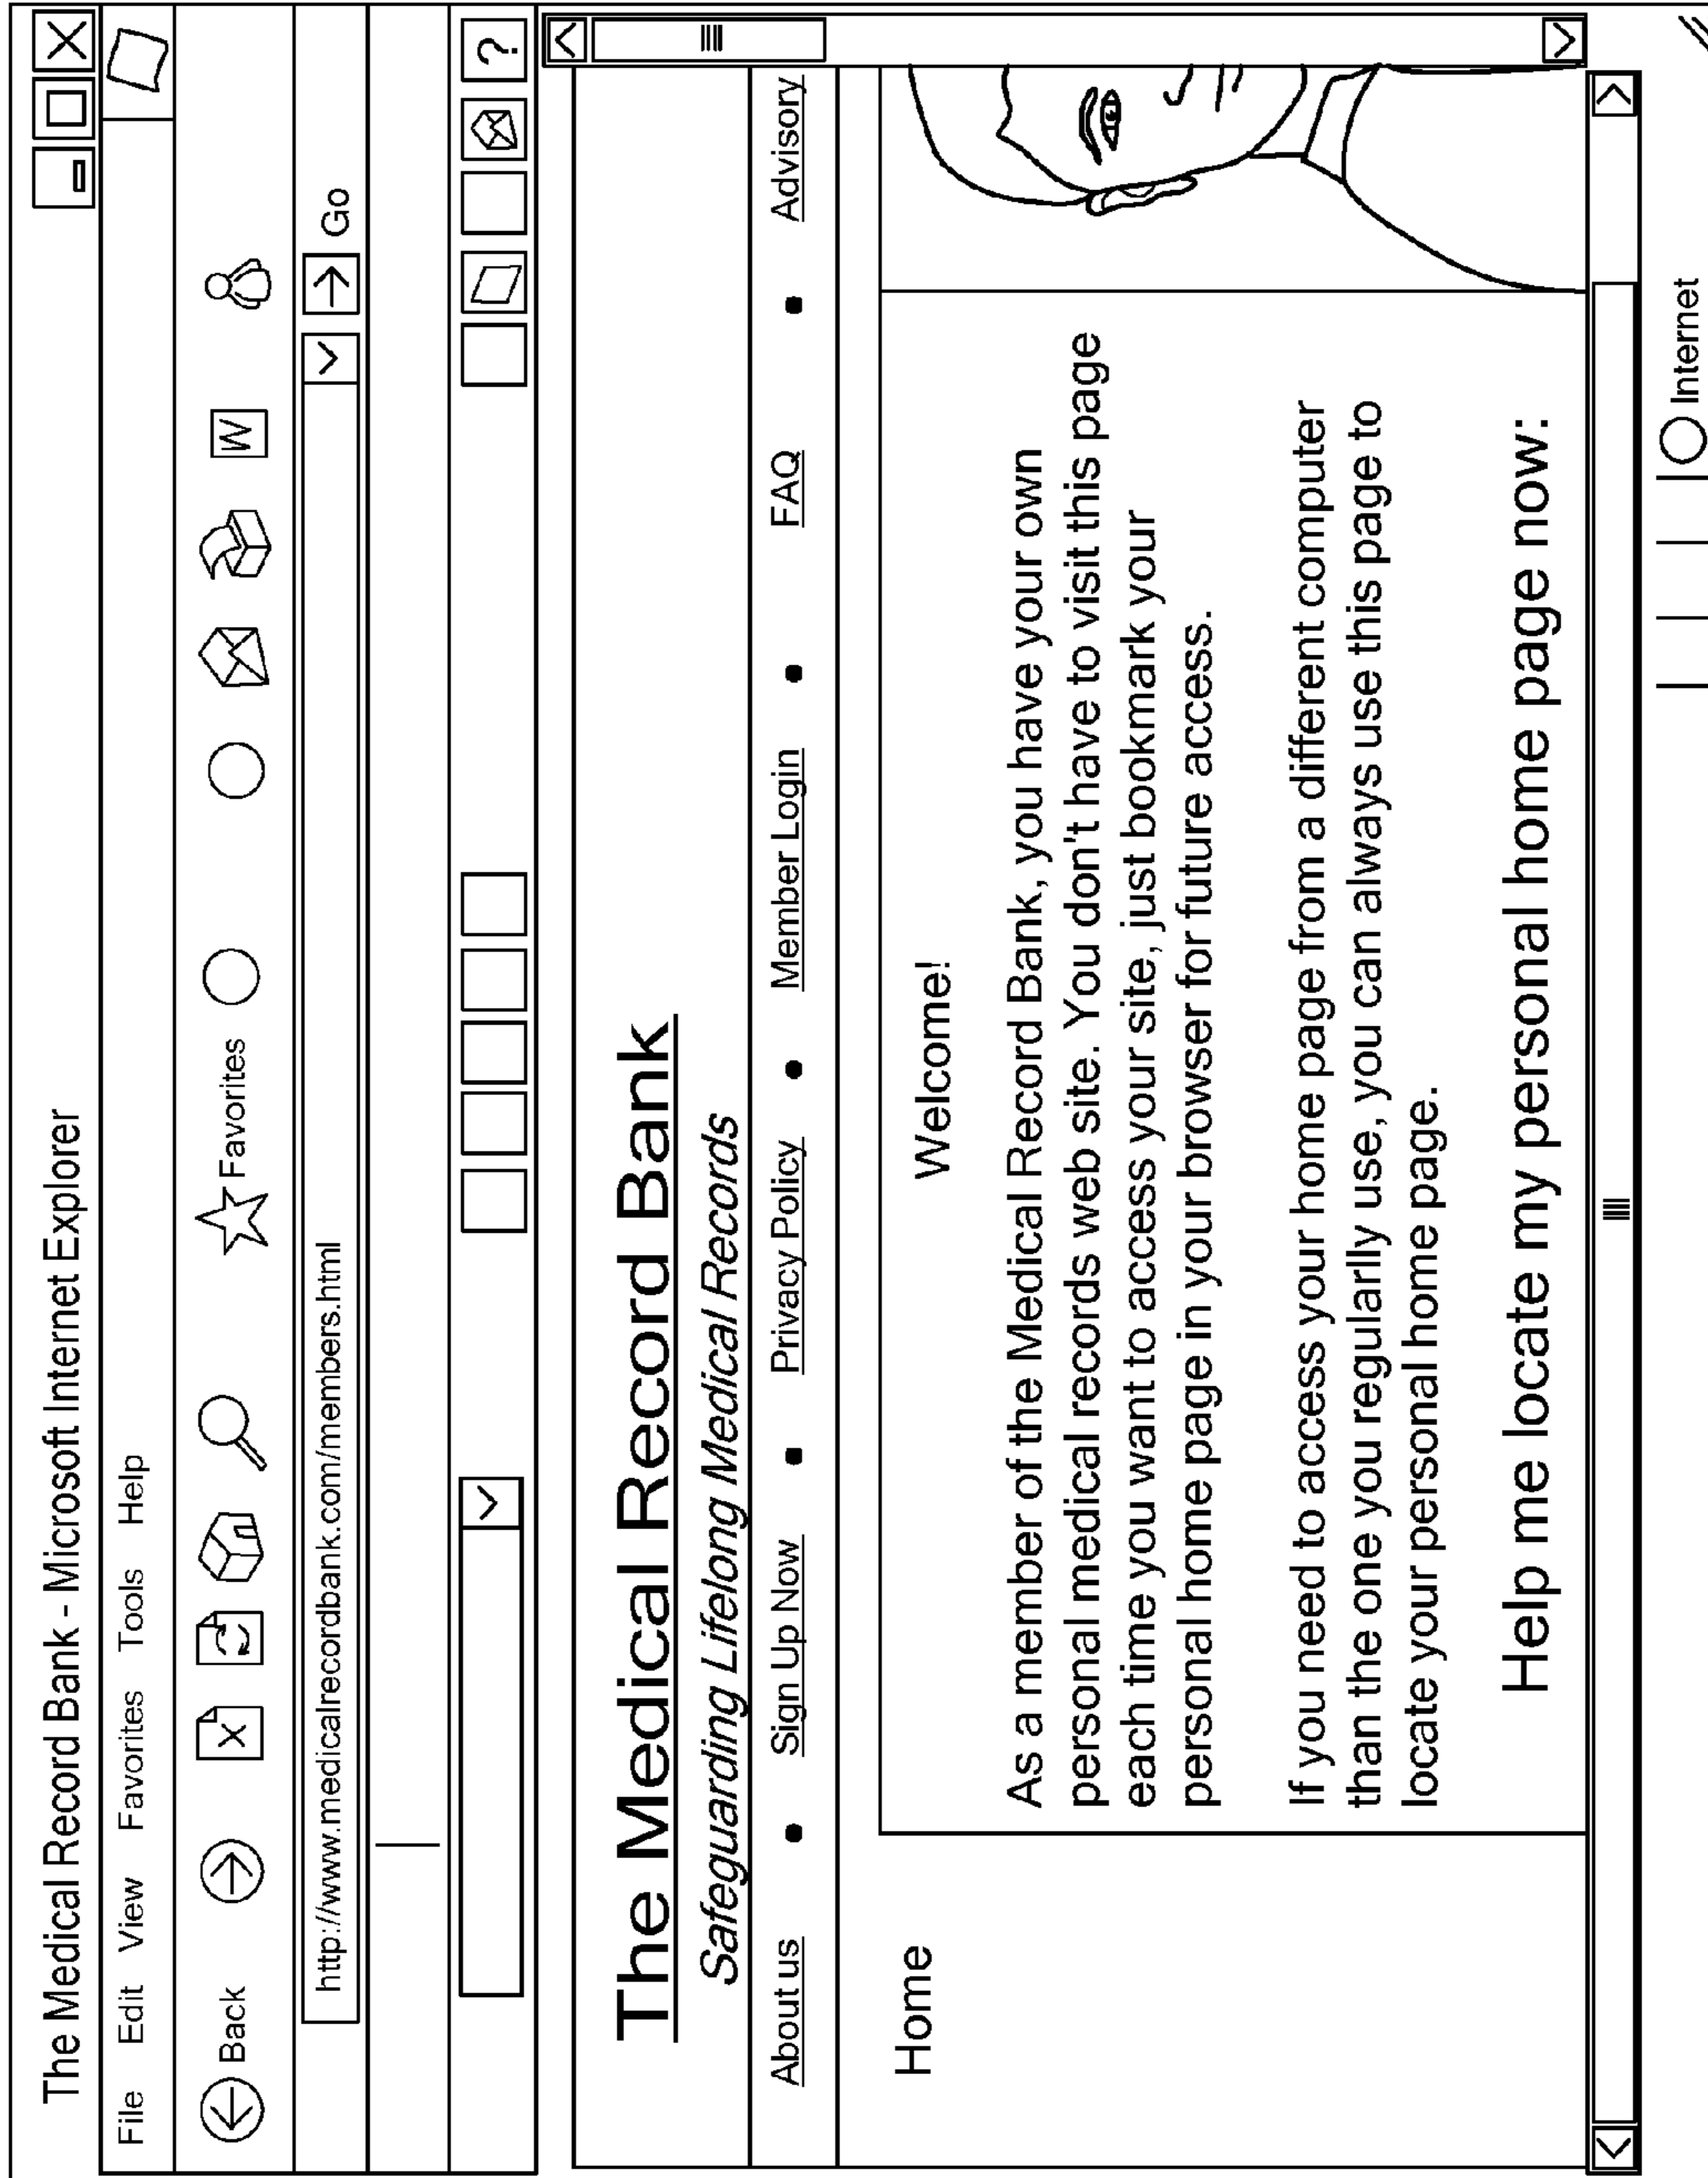 The Medical Record Bank - Microsoft Internet Explorer
File Edit View Favorites Tools Help
Back Favorites W
http://www.medicalrecordbank.com/members.html Go
?
The Medical Record Bank
Safeguarding Lifelong Medical Records
About us • Sign Up Now • Privacy Policy • Member Login • FAQ • Advisory
Home
Welcome!
As a member of the Medical Record Bank, you have your own
personal medical records web site. You don't have to visit this page
each time you want to access your site, just bookmark your
personal home page in your browser for future access.
If you need to access your home page from a different computer
than the one you regularlly use, you can always use this page to
locate your personal home page.
Help me locate my personal home page now:
Internet